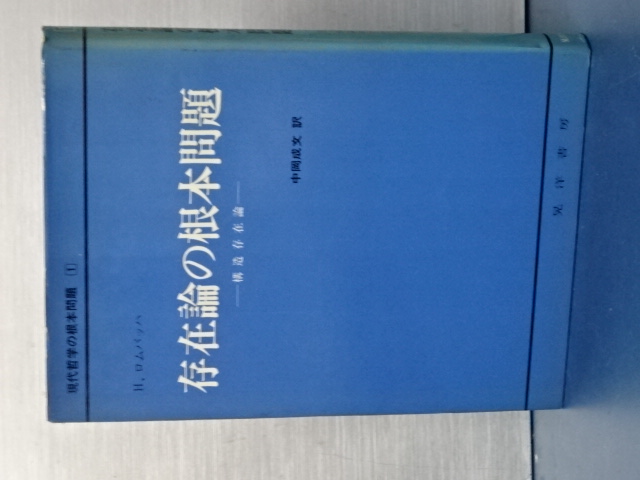 現代哲学の根本問題 ①
H. ロムバッハ
存在論の根本問題
——構造存在論——
中岡成文 訳
晃洋書房